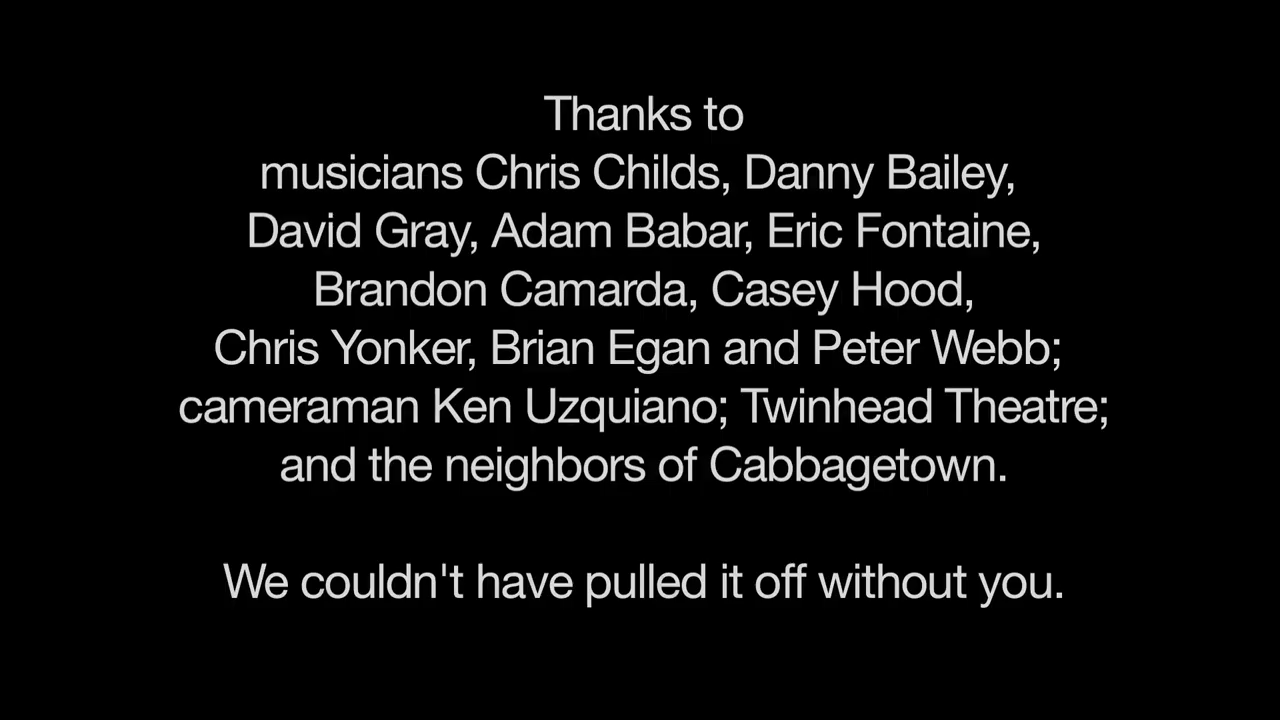 Thanks to
musicians Chris Childs, Danny Bailey,
David Gray, Adam Babar, Eric Fontaine,
Brandon Camarda, Casey Hood,
Chris Yonker, Brian Egan and Peter Webb;
cameraman Ken Uzquiano; Twinhead Theatre;
and the neighbors of Cabbagetown.
We couldn't have pulled it off without you.